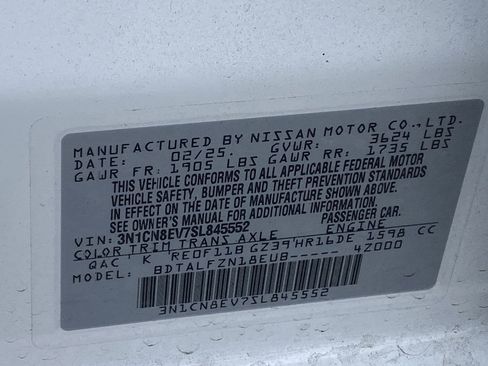 MANUFACTURED BY NISSAN MOTOR CO., LTD.
DATE: 02/25. GVWR: 3624 LBS
GAWR FR: 1905 LBS GAWR RR: 1735 LBS
THIS VEHICLE CONFORMS TO ALL APPLICABLE FEDERAL MOTOR
VEHICLE SAFETY, BUMPER AND THEFT PREVENTION STANDARDS
IN EFFECT ON THE DATE OF MANUFACTURE SHOWN ABOVE.
SEE OWNER'S MANUAL FOR ADDITIONAL INFORMATION.
VIN: 3N1CN8EV7SL845552 PASSENGER CAR.
COLOR TRIM TRANS AXLE ENGINE
QAC K RE0F11B GZ39 HR16DE 1598 CC
MODEL: BDTALFZN18EUB----- 4Z000
3N1CN8EV7SL845552